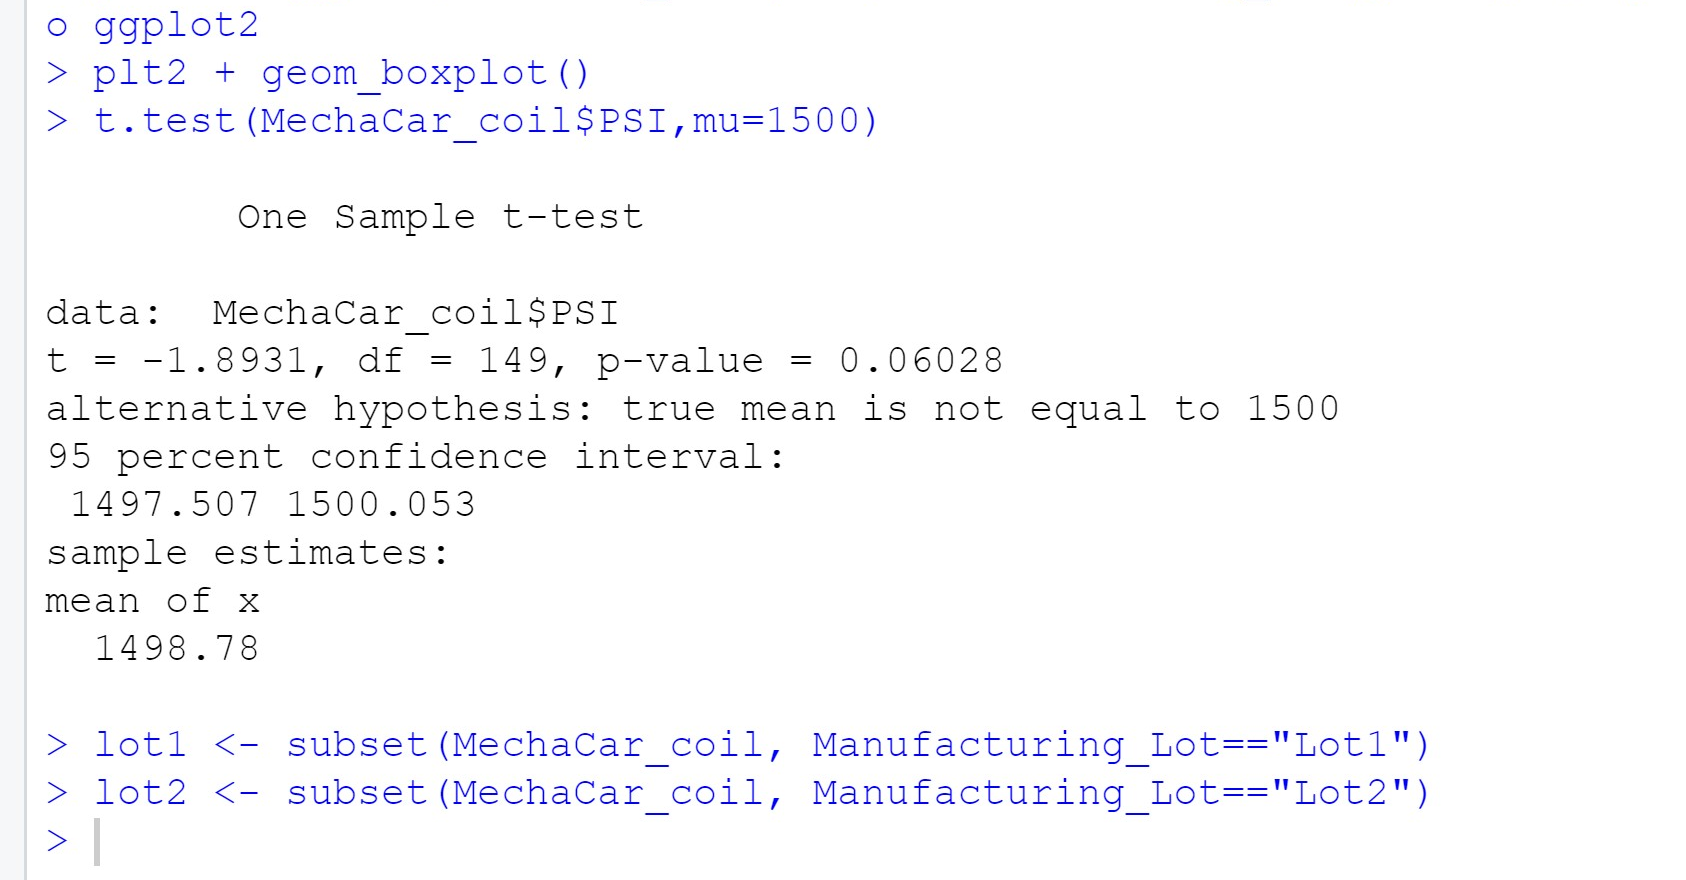 o ggplot2
> plt2 + geom_boxplot()
> t.test(MechaCar_coil$PSI,mu=1500)
One Sample t-test
data:  MechaCar_coil$PSI
t = -1.8931, df = 149, p-value = 0.06028
alternative hypothesis: true mean is not equal to 1500
95 percent confidence interval:
 1497.507 1500.053
sample estimates:
mean of x
  1498.78
> lot1 <- subset(MechaCar_coil, Manufacturing_Lot=="Lot1")
> lot2 <- subset(MechaCar_coil, Manufacturing_Lot=="Lot2")
>